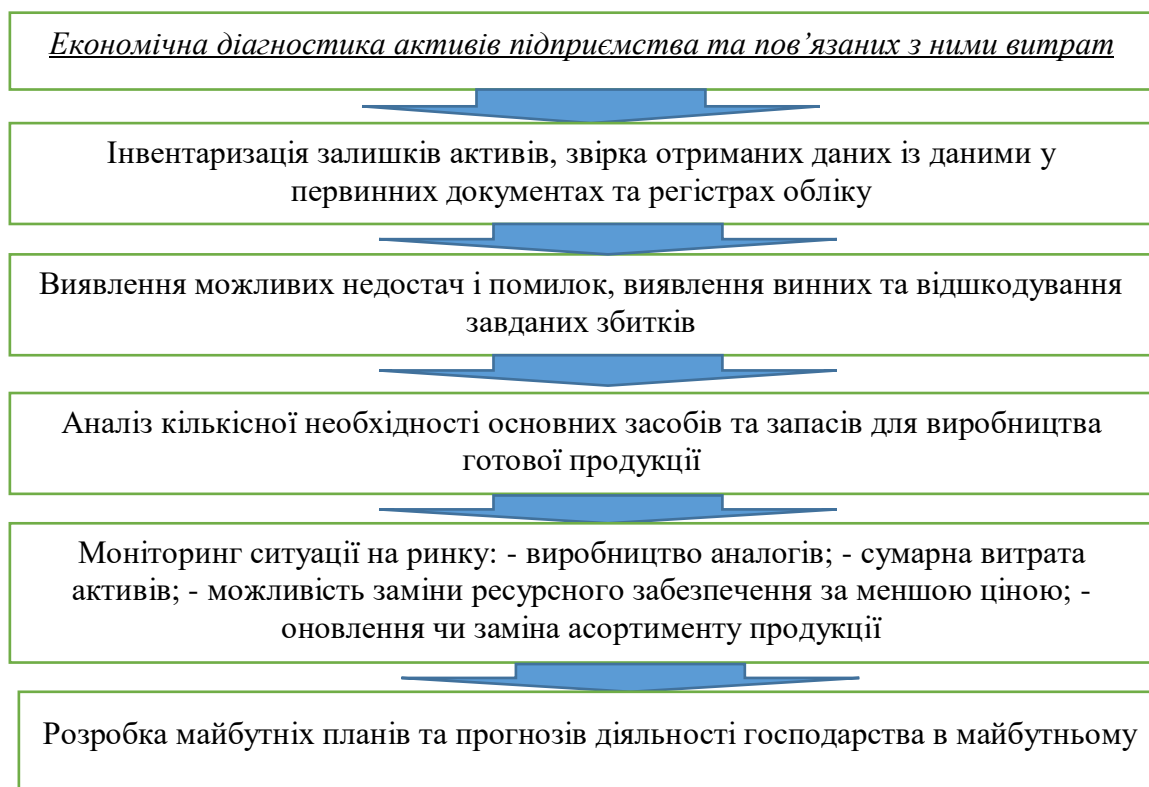 Економічна діагностика активів підприємства та пов’язаних з ними витрат
Інвентаризація залишків активів, звірка отриманих даних із даними у
первинних документах та регістрах обліку
Виявлення можливих недостач і помилок, виявлення винних та відшкодування
завданих збитків
Аналіз кількісної необхідності основних засобів та запасів для виробництва
готової продукції
Моніторинг ситуації на ринку: - виробництво аналогів; - сумарна витрата
активів; - можливість заміни ресурсного забезпечення за меншою ціною; -
оновлення чи заміна асортименту продукції
Розробка майбутніх планів та прогнозів діяльності господарства в майбутньому